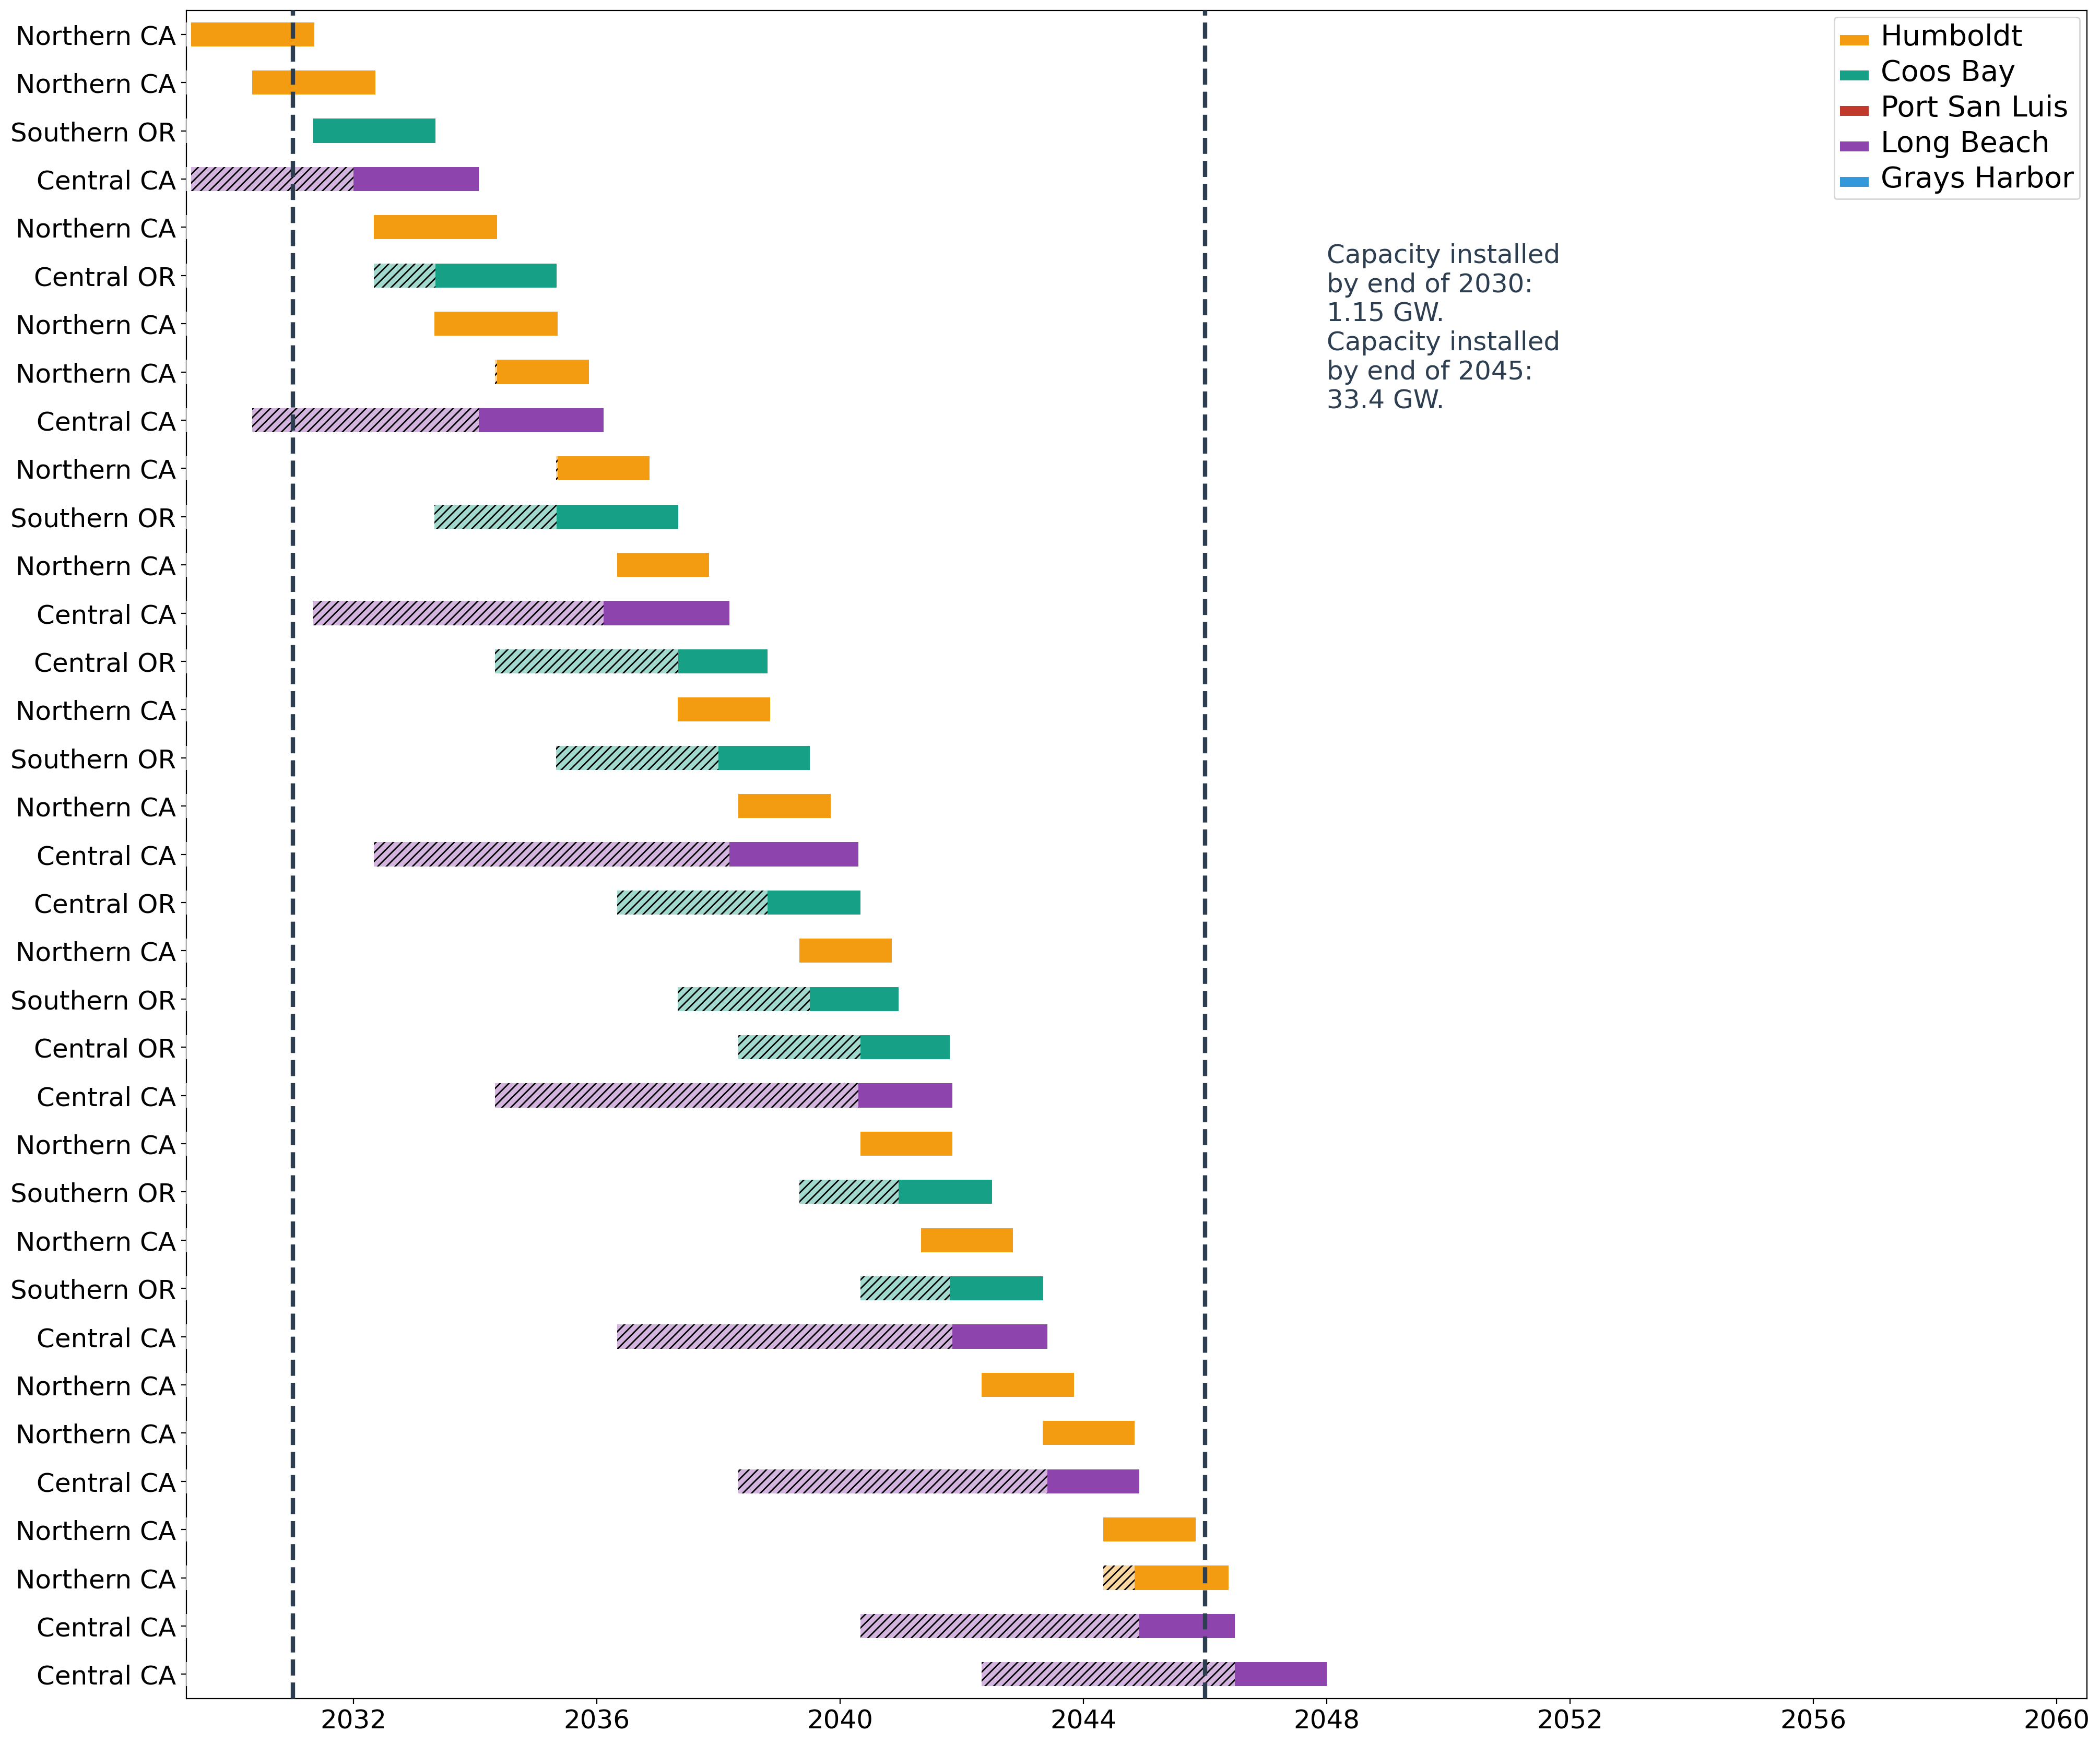 Northern CA
Northern CA
Southern OR
Central CA
Northern CA
Central OR
Northern CA
Northern CA
Central CA
Northern CA
Southern OR
Northern CA
Central CA
Central OR
Northern CA
Southern OR
Northern CA
Central CA
Central OR
Northern CA
Southern OR
Central OR
Central CA
Northern CA
Southern OR
Northern CA
Southern OR
Central CA
Northern CA
Northern CA
Central CA
Northern CA
Northern CA
Central CA
Central CA
Humboldt
Coos Bay
Port San Luis
Long Beach
Grays Harbor
Capacity installed
by end of 2030:
1.15 GW.
Capacity installed
by end of 2045:
33.4 GW.
2032 2036 2040 2044 2048 2052 2056 2060